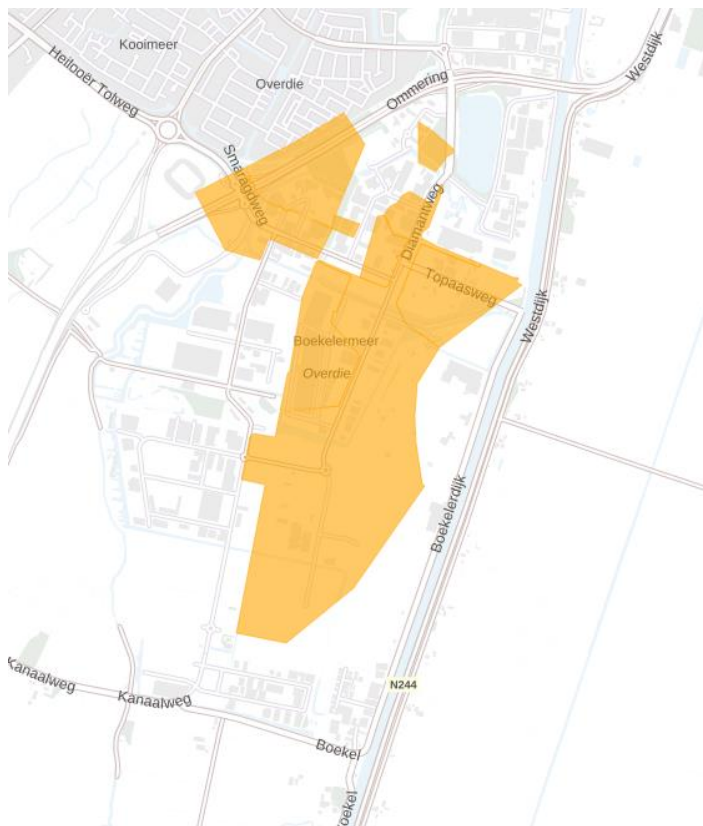 Kooimeer
Heilooër Tolweg
Overdie
Ommering
Westdijk
Smaragdweg
Diamantweg
Topaasweg
Westdijk
Boekelermeer
Overdie
Boekelerdijk
Kanaalweg
Kanaalweg
N244
Boekel
Boekel